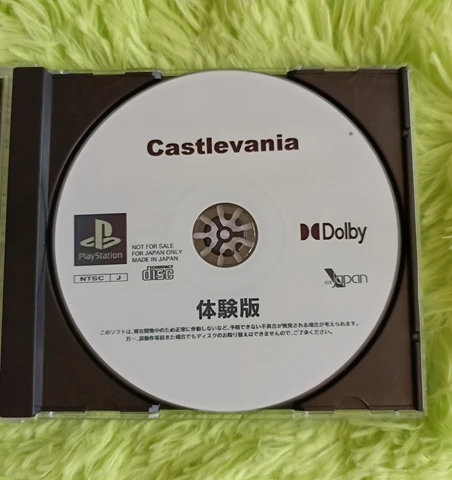 Castlevania
PlayStation
NTSC J
NOT FOR SALE
FOR JAPAN ONLY
MADE IN JAPAN
COMPACT
disc
Dolby
Japan
体験版
このソフトは、現在開発中のため正常に作動しないなど、予期できない不具合が発見される場合が考えられます。
万一、誤動作等起きた場合でもディスクのお取り替えはできませんので、ご了承ください。